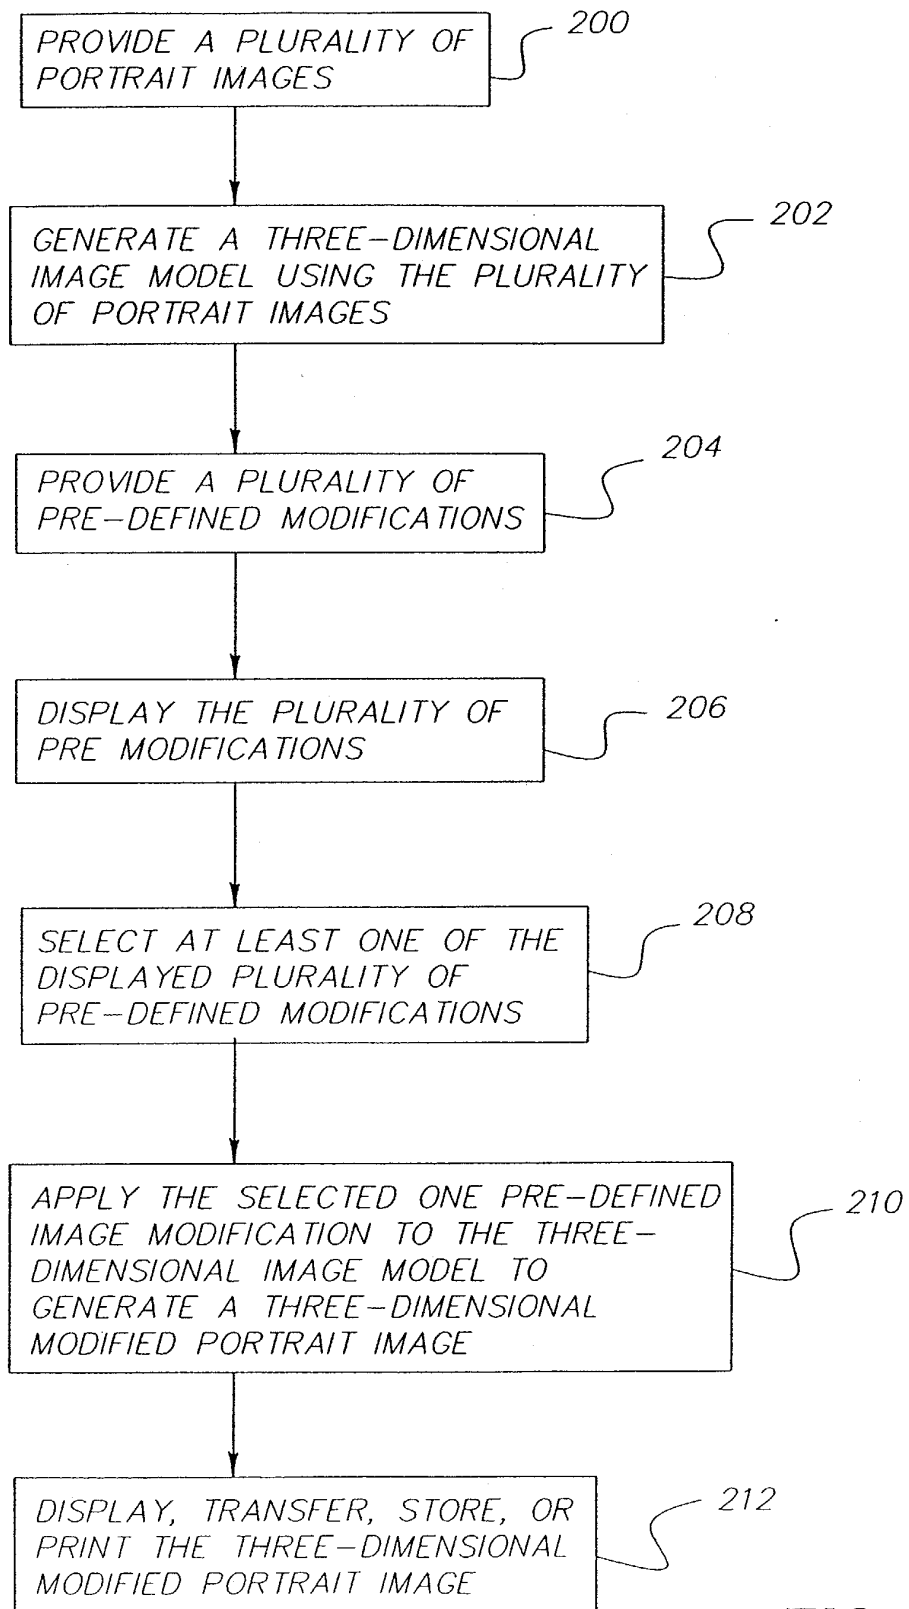 PROVIDE A PLURALITY OF
PORTRAIT IMAGES
200
GENERATE A THREE-DIMENSIONAL
IMAGE MODEL USING THE PLURALITY
OF PORTRAIT IMAGES
202
PROVIDE A PLURALITY OF
PRE-DEFINED MODIFICATIONS
204
DISPLAY THE PLURALITY OF
PRE MODIFICATIONS
206
SELECT AT LEAST ONE OF THE
DISPLAYED PLURALITY OF
PRE-DEFINED MODIFICATIONS
208
APPLY THE SELECTED ONE PRE-DEFINED
IMAGE MODIFICATION TO THE THREE-
DIMENSIONAL IMAGE MODEL TO
GENERATE A THREE-DIMENSIONAL
MODIFIED PORTRAIT IMAGE
210
DISPLAY, TRANSFER, STORE, OR
PRINT THE THREE-DIMENSIONAL
MODIFIED PORTRAIT IMAGE
212